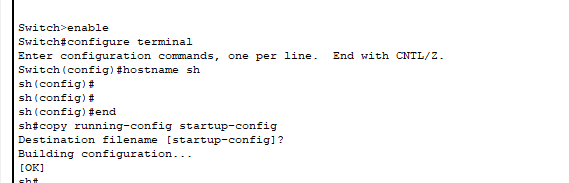 Switch>enable
Switch#configure terminal
Enter configuration commands, one per line.  End with CNTL/Z.
Switch(config)#hostname sh
sh(config)#
sh(config)#
sh(config)#end
sh#copy running-config startup-config
Destination filename [startup-config]?
Building configuration...
[OK]
sh#